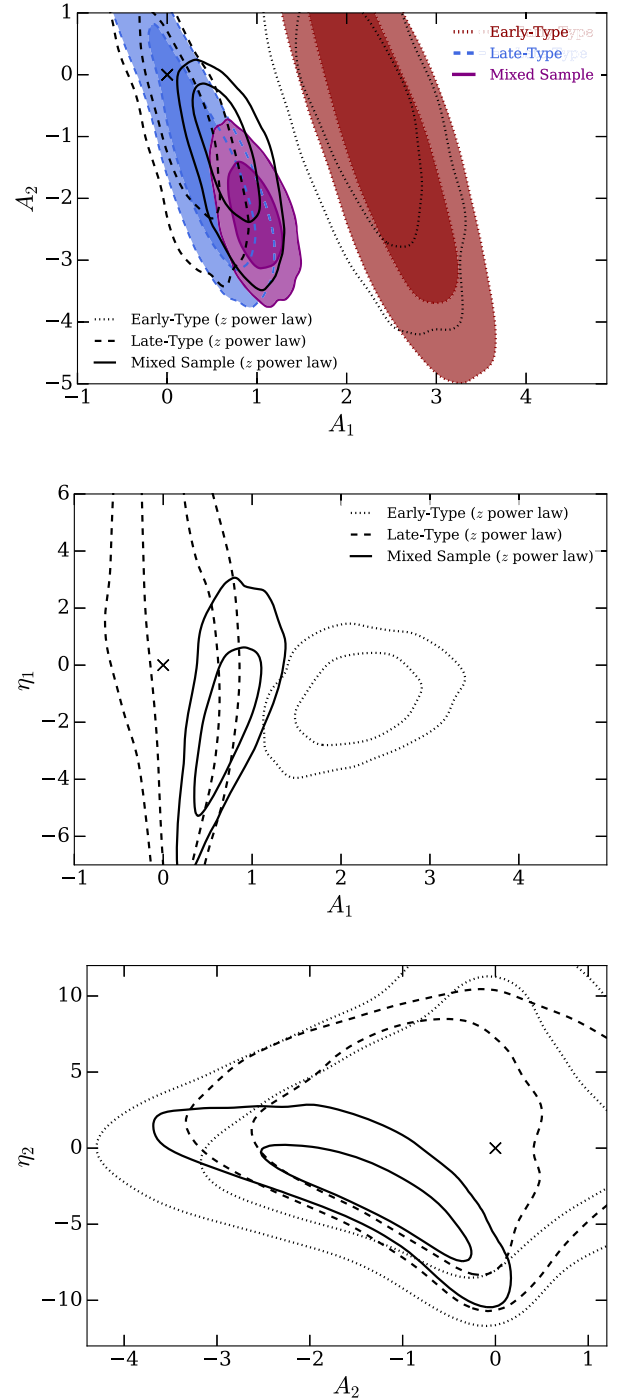 1
0
−1
−2
−3
−4
−5
A₂
Early-Type
Late-Type
Mixed Sample
Early-Type (z power law)
Late-Type (z power law)
Mixed Sample (z power law)
−1 0 1 2 3 4
A₁
6
4
2
0
−2
−4
−6
η₁
Early-Type (z power law)
Late-Type (z power law)
Mixed Sample (z power law)
−1 0 1 2 3 4
A₁
10
5
0
−5
−10
η₂
−4 −3 −2 −1 0 1
A₂